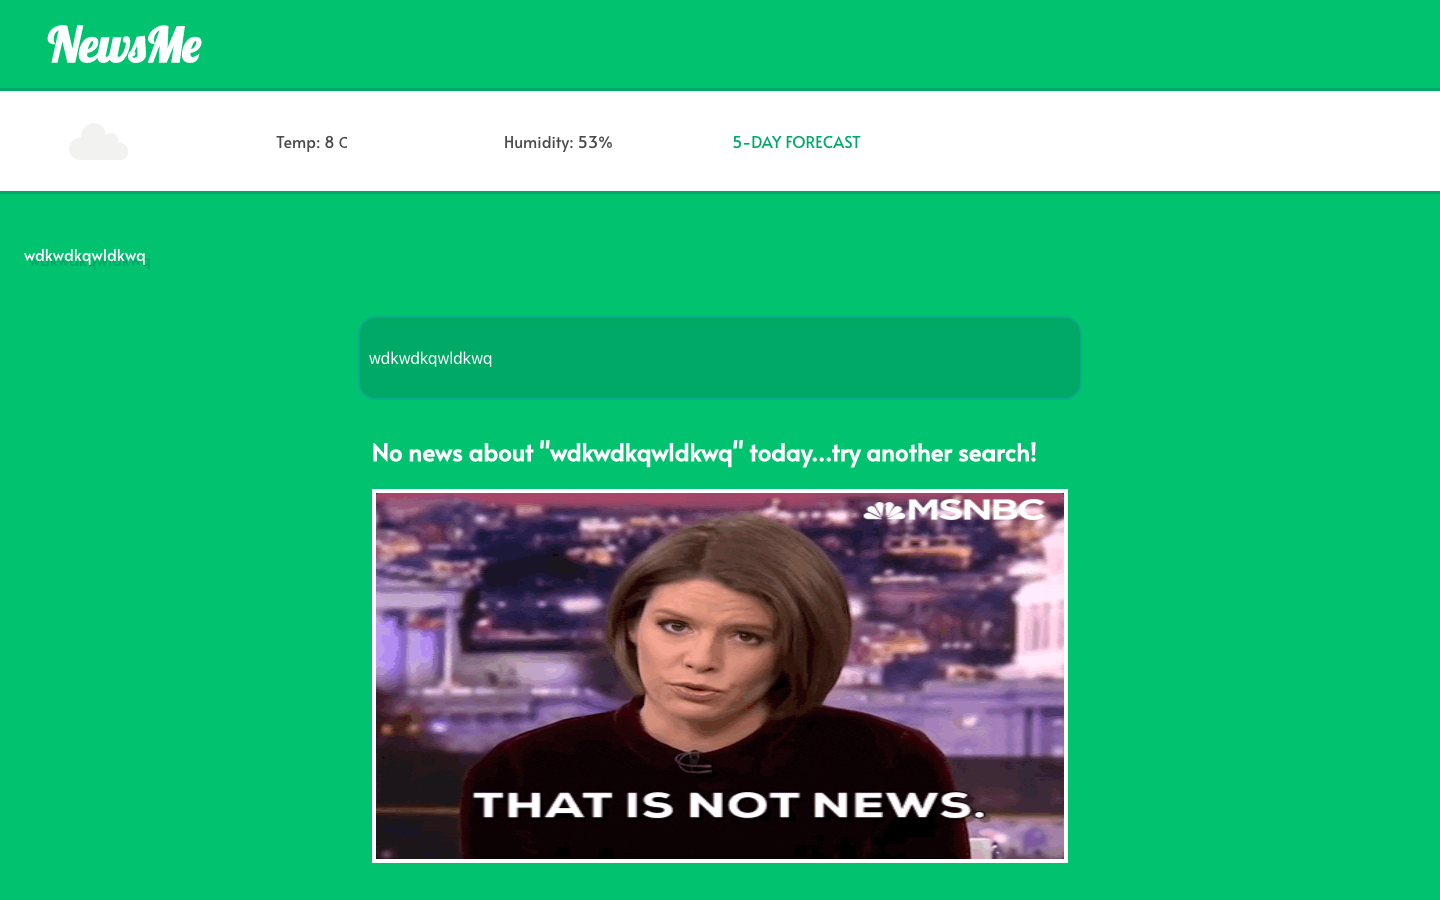 NewsMe
Temp: 8 C
Humidity: 53%
5-DAY FORECAST
wdkwdkqwldkwq
wdkwdkqwldkwq
No news about "wdkwdkqwldkwq" today...try another search!
MSNBC
THAT IS NOT NEWS.